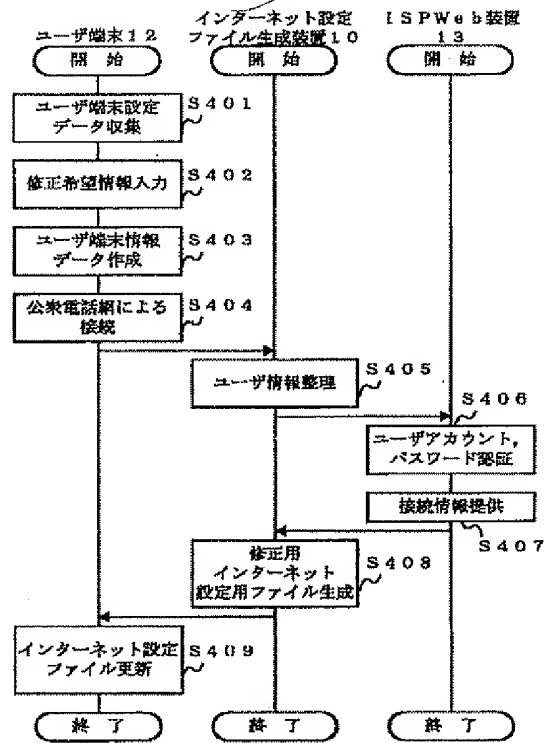 ユーザ端末12
インターネット設定
ファイル生成装置10
ISPWeb装置
13
開 始
開 始
開 始
ユーザ端末設定
データ収集
S401
修正希望情報入力
S402
ユーザ端末情報
データ作成
S403
公衆電話網による
接続
S404
ユーザ情報整理
S405
S406
ユーザアカウント,
パスワード認証
接続情報提供
S407
修正用
インターネット
設定用ファイル生成
S408
インターネット設定
ファイル更新
S409
終 了
終 了
終 了